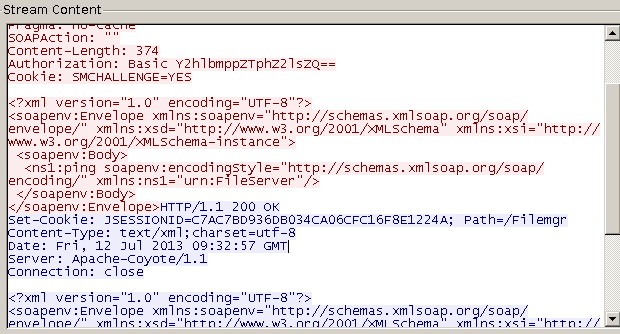 Stream Content
Pragma: no-cache
SOAPAction: ""
Content-Length: 374
Authorization: Basic Y2hlbmppZTphZ2lsZQ==
Cookie: SMCHALLENGE=YES
<?xml version="1.0" encoding="UTF-8"?>
<soapenv:Envelope xmlns:soapenv="http://schemas.xmlsoap.org/soap/
envelope/" xmlns:xsd="http://www.w3.org/2001/XMLSchema" xmlns:xsi="http://
www.w3.org/2001/XMLSchema-instance">
<soapenv:Body>
<ns1:ping soapenv:encodingStyle="http://schemas.xmlsoap.org/soap/
encoding/" xmlns:ns1="urn:FileServer"/>
</soapenv:Body>
</soapenv:Envelope>HTTP/1.1 200 OK
Set-Cookie: JSESSIONID=C7AC7BD936DB034CA06CFC16F8E1224A; Path=/Filemgr
Content-Type: text/xml;charset=utf-8
Date: Fri, 12 Jul 2013 09:32:57 GMT
Server: Apache-Coyote/1.1
Connection: close
<?xml version="1.0" encoding="UTF-8"?>
<soapenv:Envelope xmlns:soapenv="http://schemas.xmlsoap.org/soap/
envelope/" xmlns:xsd="http://www.w3.org/2001/XMLSchema" xmlns:xsi="http://